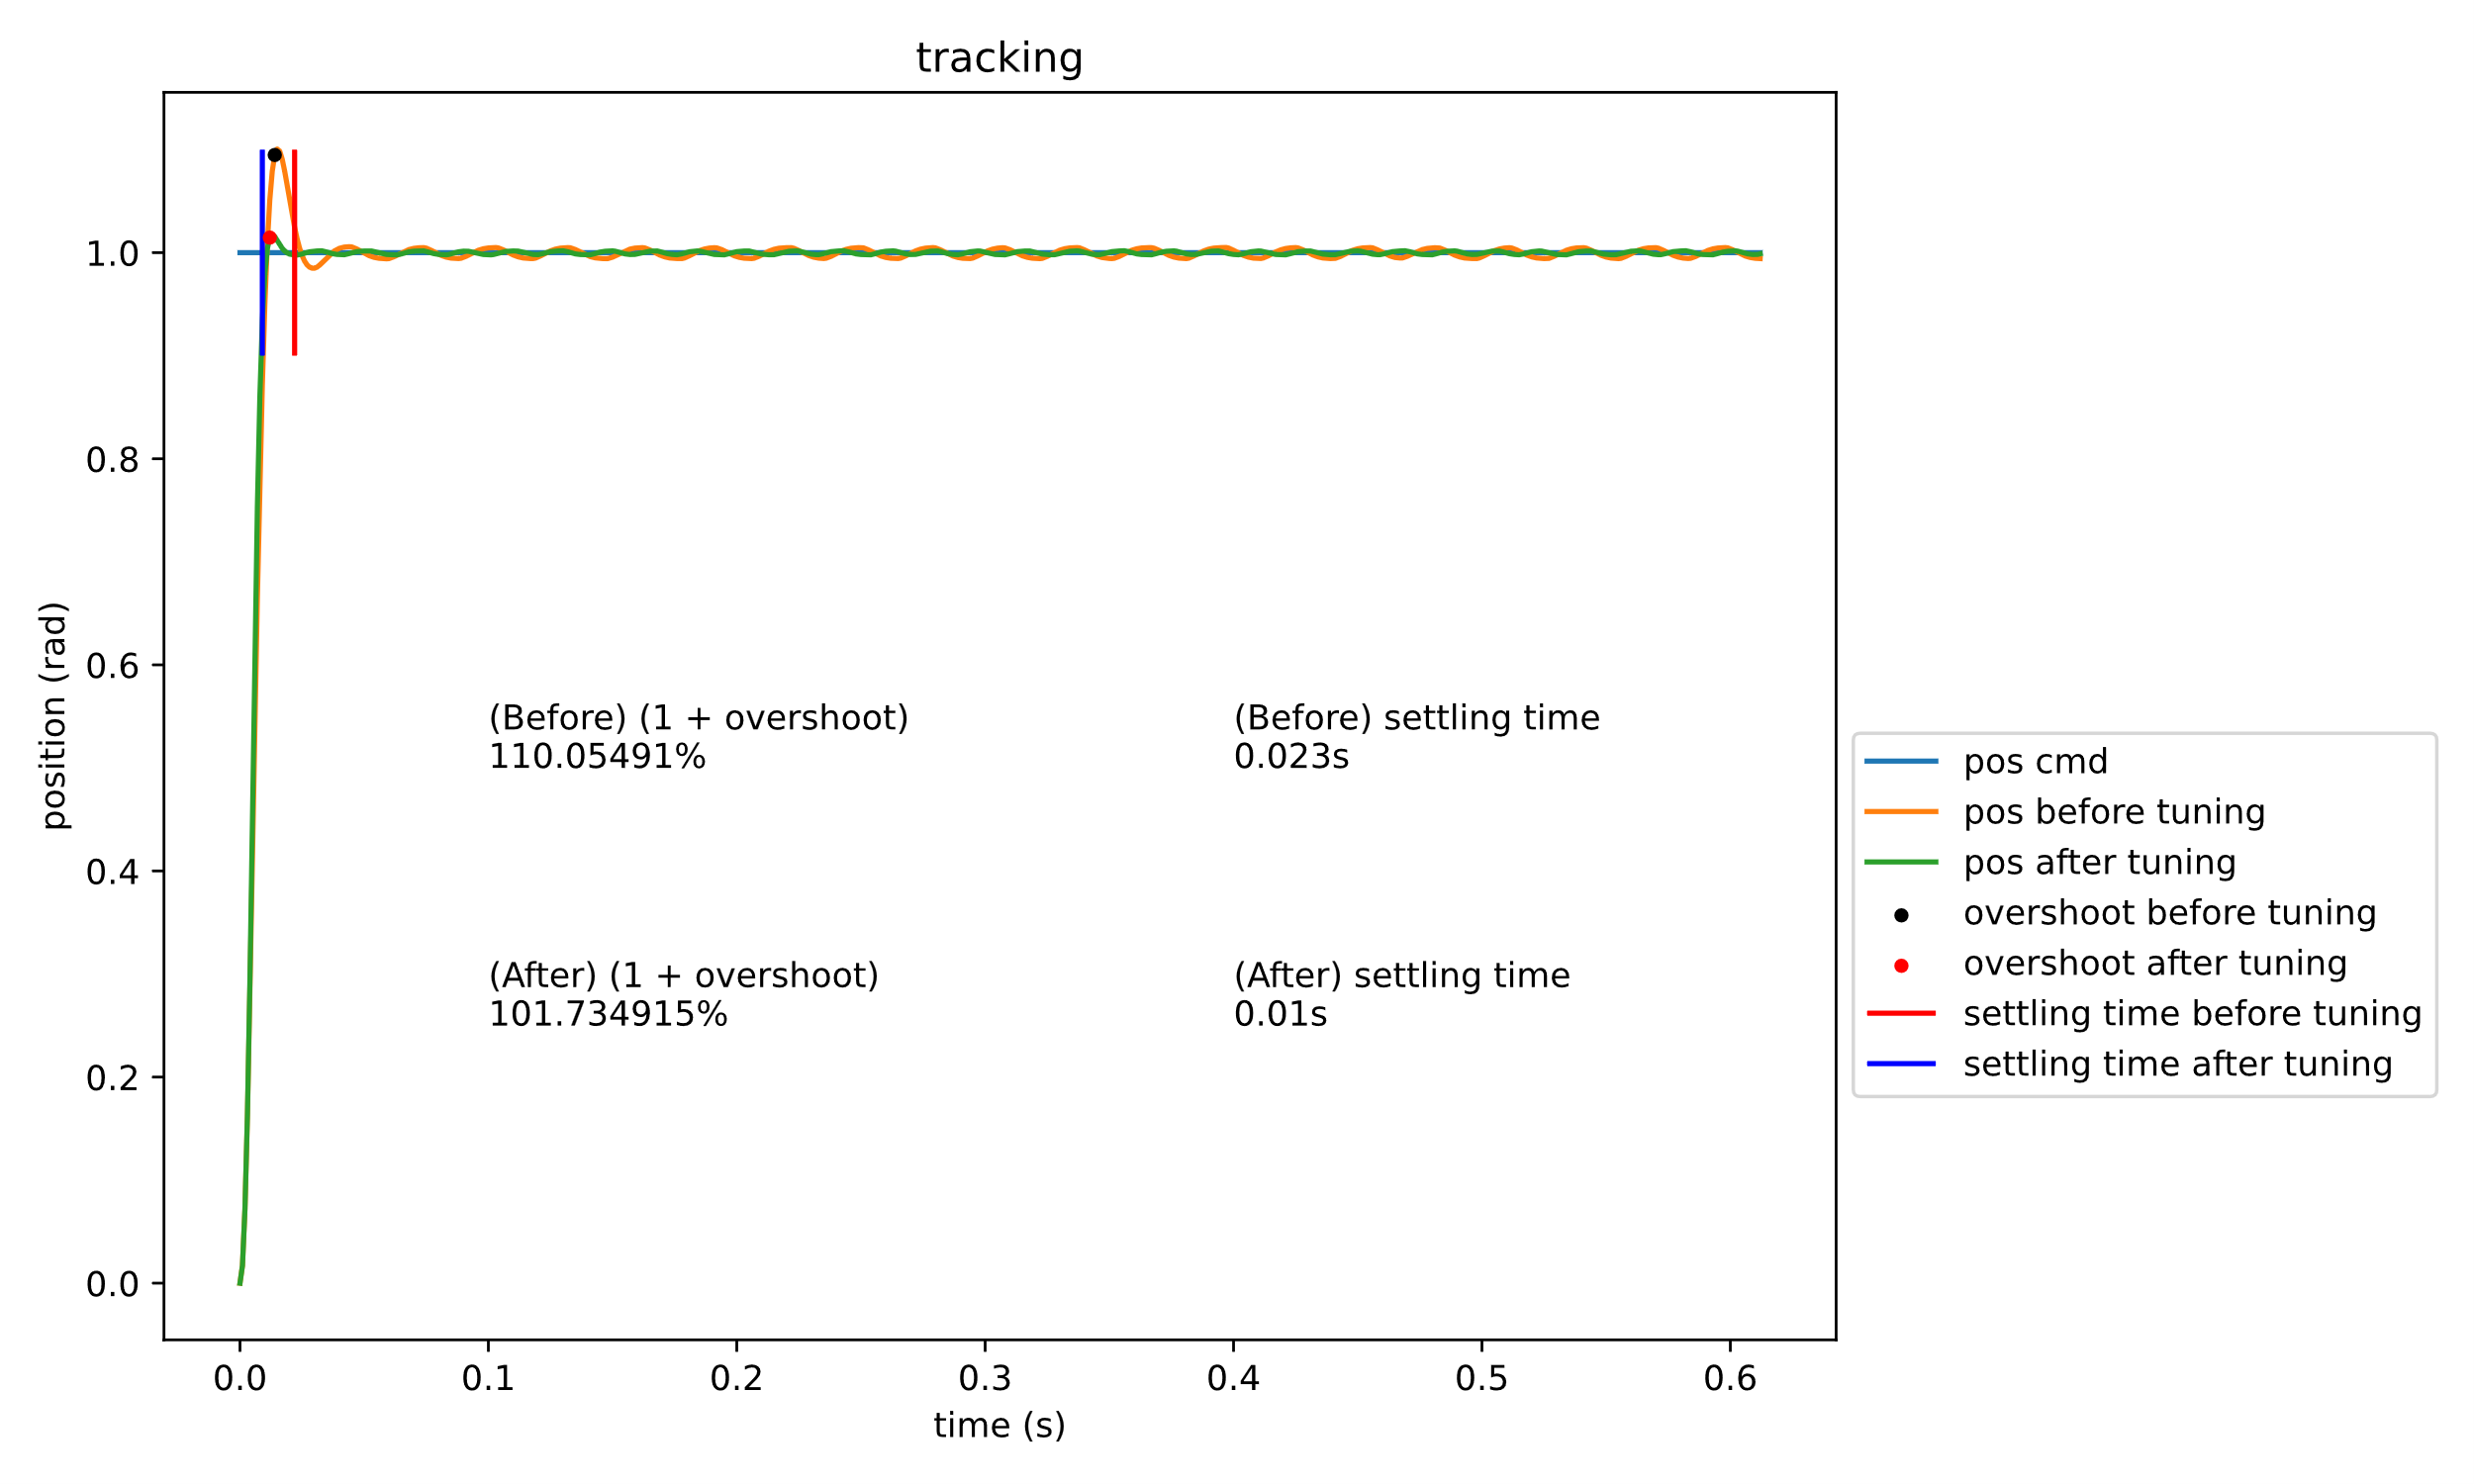 tracking
1.0
0.8
0.6
0.4
0.2
0.0
position (rad)
(Before) (1 + overshoot)
110.05491%
(Before) settling time
0.023s
(After) (1 + overshoot)
101.734915%
(After) settling time
0.01s
0.0 0.1 0.2 0.3 0.4 0.5 0.6
time (s)
pos cmd
pos before tuning
pos after tuning
overshoot before tuning
overshoot after tuning
settling time before tuning
settling time after tuning